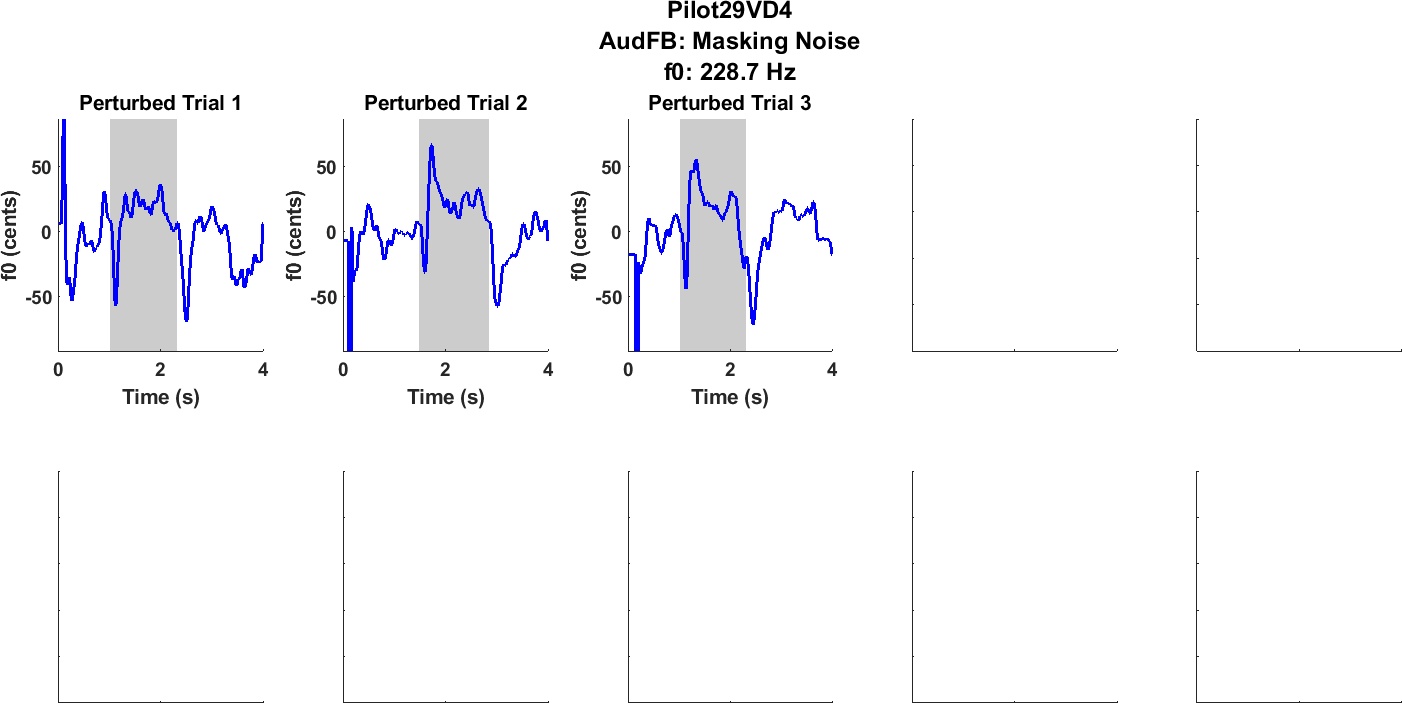 Pilot29VD4
AudFB: Masking Noise
f0: 228.7 Hz
Perturbed Trial 1
Perturbed Trial 2
Perturbed Trial 3
f0 (cents)
50
0
-50
0
2
4
Time (s)
f0 (cents)
50
0
-50
0
2
4
Time (s)
f0 (cents)
50
0
-50
0
2
4
Time (s)